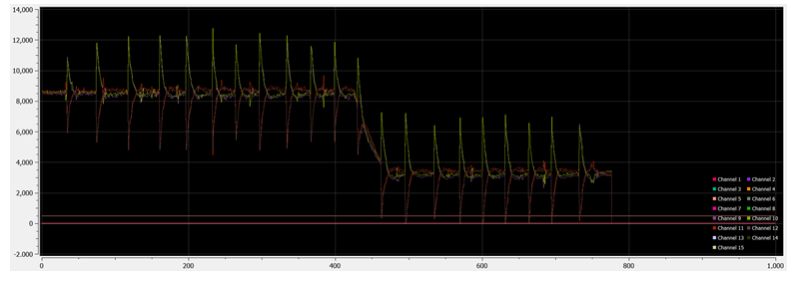 14,000
12,000
10,000
8,000
6,000
4,000
2,000
0
-2,000
0 200 400 600 800 1,000
Channel 1 Channel 2
Channel 3 Channel 4
Channel 5 Channel 6
Channel 7 Channel 8
Channel 9 Channel 10
Channel 11 Channel 12
Channel 13 Channel 14
Channel 15